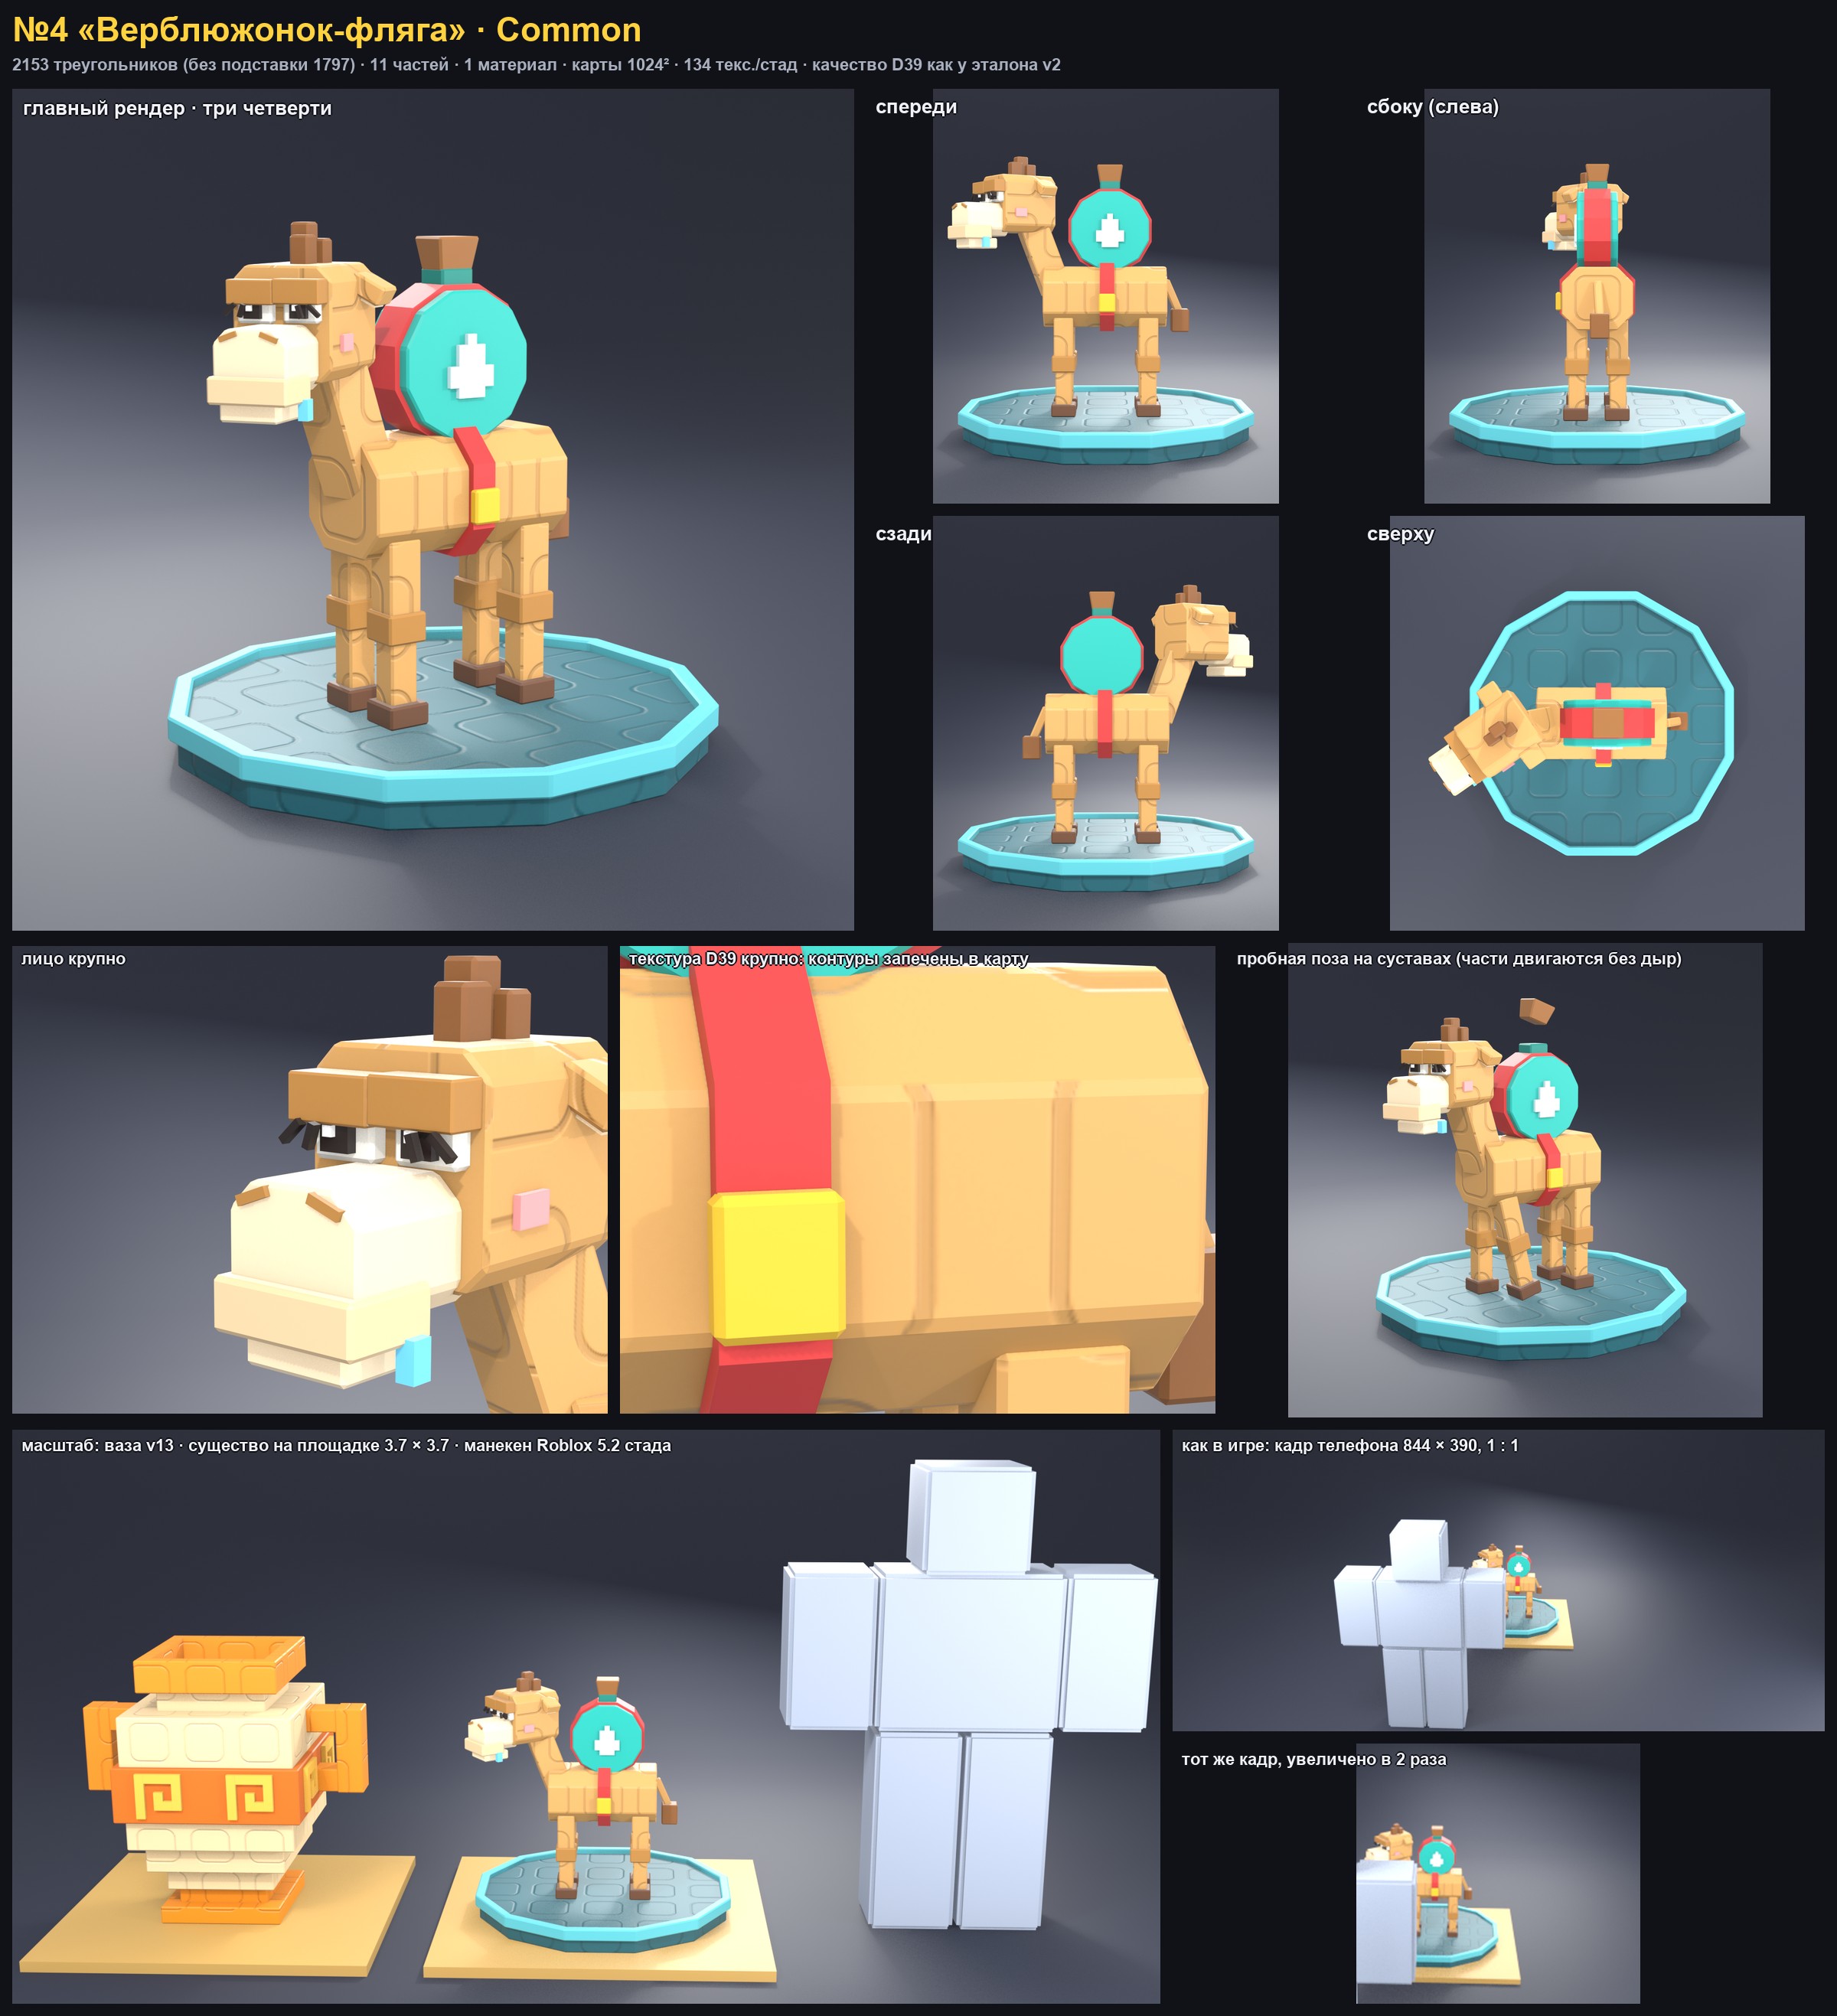 №4 «Верблюжонок-фляга» · Common
2153 треугольников (без подставки 1797) · 11 частей · 1 материал · карты 1024² · 134 текс./стад · качество D39 как у эталона v2
главный рендер · три четверти
спереди
сбоку (слева)
сзади
сверху
лицо крупно
текстура D39 крупно: контуры запечены в карту
пробная поза на суставах (части двигаются без дыр)
масштаб: ваза v13 · существо на площадке 3.7 × 3.7 · манекен Roblox 5.2 стада
как в игре: кадр телефона 844 × 390, 1 : 1
тот же кадр, увеличено в 2 раза